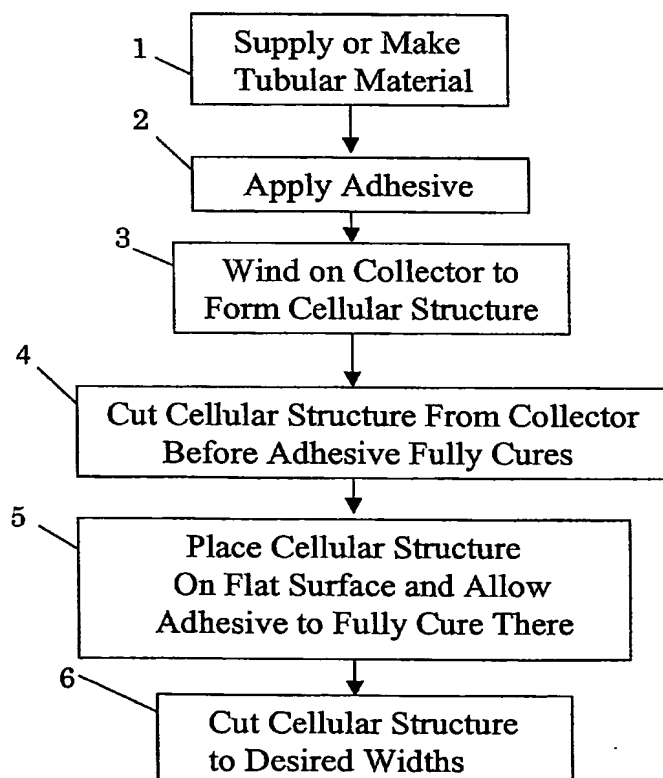 1
Supply or Make
Tubular Material
2
Apply Adhesive
3
Wind on Collector to
Form Cellular Structure
4
Cut Cellular Structure From Collector
Before Adhesive Fully Cures
5
Place Cellular Structure
On Flat Surface and Allow
Adhesive to Fully Cure There
6
Cut Cellular Structure
to Desired Widths